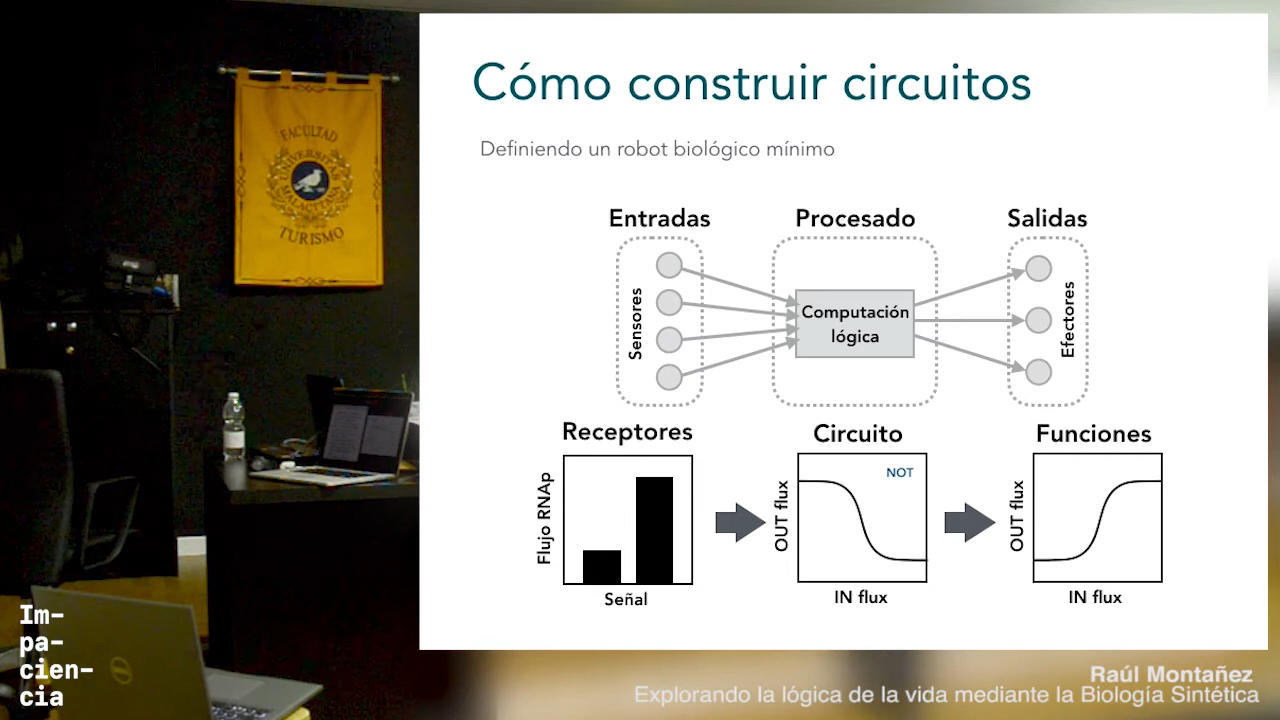 Cómo construir circuitos
Definiendo un robot biológico mínimo
Entradas
Procesado
Salidas
Sensores
Computación
lógica
Efectores
Receptores
Circuito
Funciones
Flujo RNAp
Señal
NOT
OUT flux
IN flux
OUT flux
IN flux
FACULTAD
UNIVERSITAS
MALACITANA
TURISMO
Im-
pa-
cien-
cia
Raúl Montañez
Explorando la lógica de la vida mediante la Biología Sintética